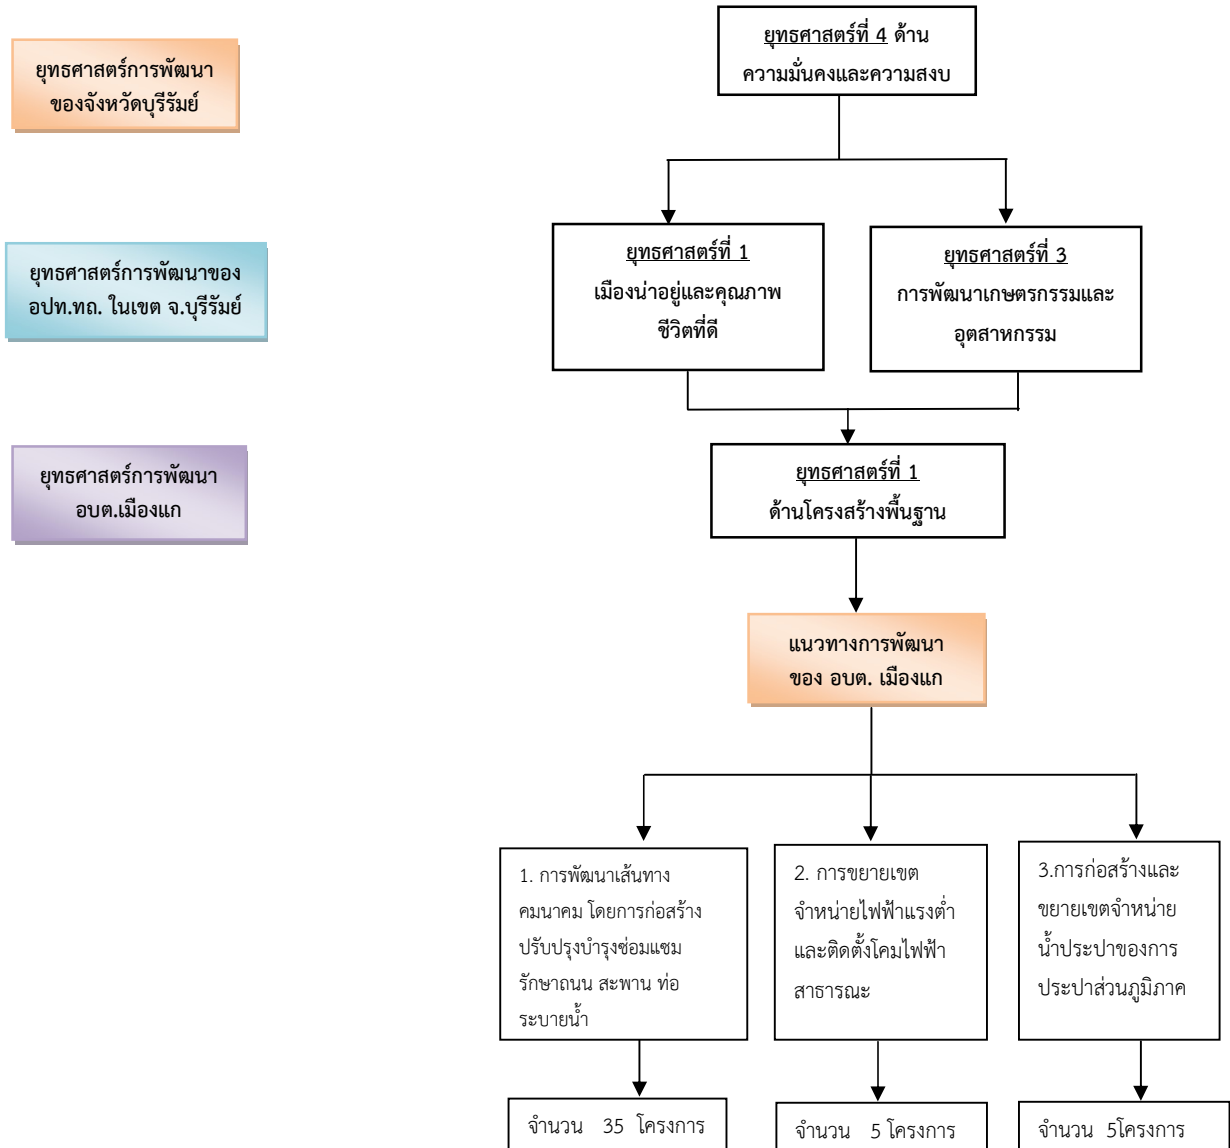 ยุทธศาสตร์การพัฒนา
ของจังหวัดบุรีรัมย์
ยุทธศาสตร์ที่ 4 ด้าน
ความมั่นคงและความสงบ
ยุทธศาสตร์การพัฒนาของ
อปท.ทถ. ในเขต จ.บุรีรัมย์
ยุทธศาสตร์ที่ 1
เมืองน่าอยู่และคุณภาพ
ชีวิตที่ดี
ยุทธศาสตร์ที่ 3
การพัฒนาเกษตรกรรมและ
อุตสาหกรรม
ยุทธศาสตร์การพัฒนา
อบต.เมืองแก
ยุทธศาสตร์ที่ 1
ด้านโครงสร้างพื้นฐาน
แนวทางการพัฒนา
ของ อบต. เมืองแก
1. การพัฒนาเส้นทาง
คมนาคม โดยการก่อสร้าง
ปรับปรุงบำรุงซ่อมแซม
รักษาถนน สะพาน ท่อ
ระบายน้ำ
2. การขยายเขต
จำหน่ายไฟฟ้าแรงต่ำ
และติดตั้งโคมไฟฟ้า
สาธารณะ
3.การก่อสร้างและ
ขยายเขตจำหน่าย
น้ำประปาของการ
ประปาส่วนภูมิภาค
จำนวน 35 โครงการ
จำนวน 5 โครงการ
จำนวน 5โครงการ